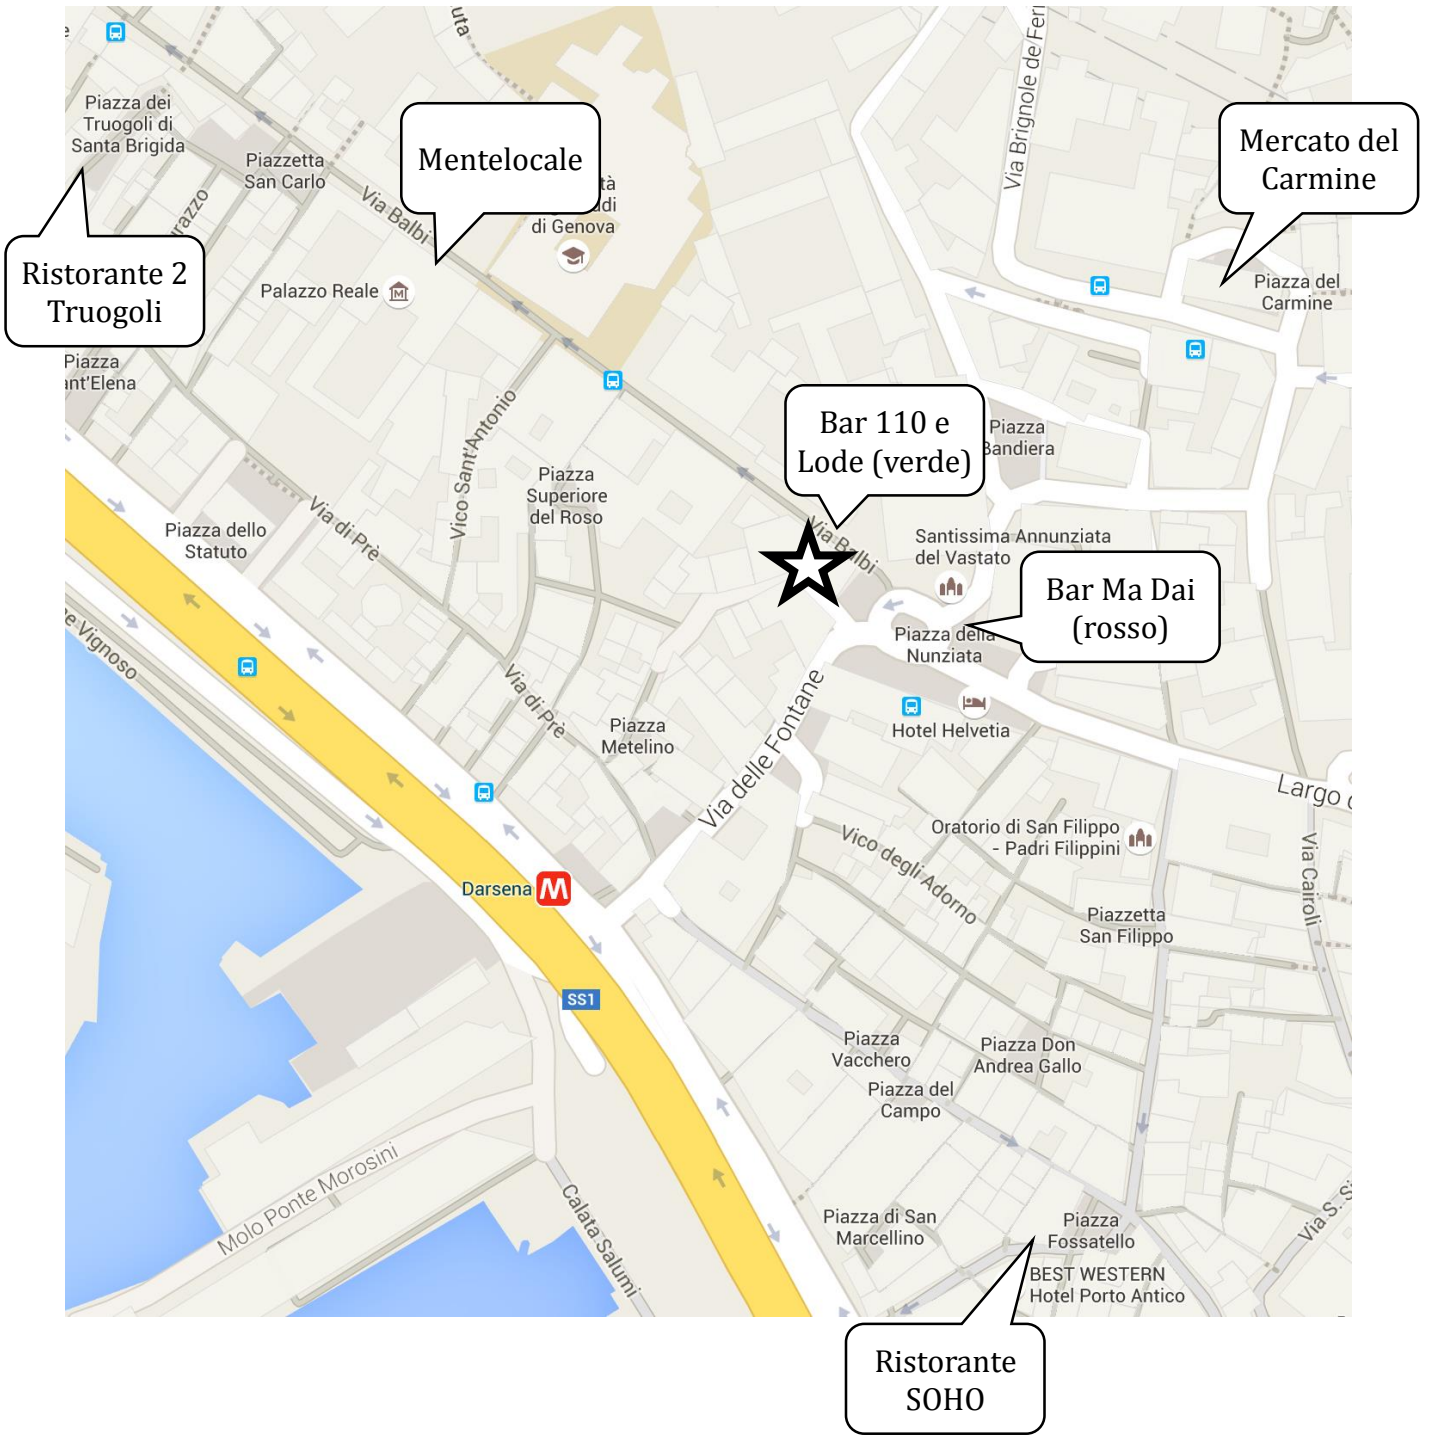 uta
Via Brignole de Ferr
Piazza dei
Truogoli di
Santa Brigida
Piazzetta
San Carlo
Mentelocale
Mercato del
Carmine
Via Balbi
di Genova
Ristorante 2
Truogoli
Palazzo Reale
Piazza del
Carmine
Piazza
ant'Elena
Bar 110 e
Lode (verde)
Piazza
Bandiera
Vico Sant'Antonio
Piazza
Superiore
del Roso
Via di Prè
Piazza dello
Statuto
Via Balbi
Santissima Annunziata
del Vastato
Bar Ma Dai
(rosso)
Piazza della
Nunziata
e Vignoso
Via di Prè
Piazza
Metelino
Via delle Fontane
Hotel Helvetia
Largo
Oratorio di San Filippo
- Padri Filippini
Vico degli Adorno
Via Cairoli
Darsena
M
Piazzetta
San Filippo
SS1
Piazza
Vacchero
Piazza Don
Andrea Gallo
Piazza del
Campo
Molo Ponte Morosini
Calata Salumi
Piazza di San
Marcellino
Piazza
Fossatello
Via S. Si
BEST WESTERN
Hotel Porto Antico
Ristorante
SOHO